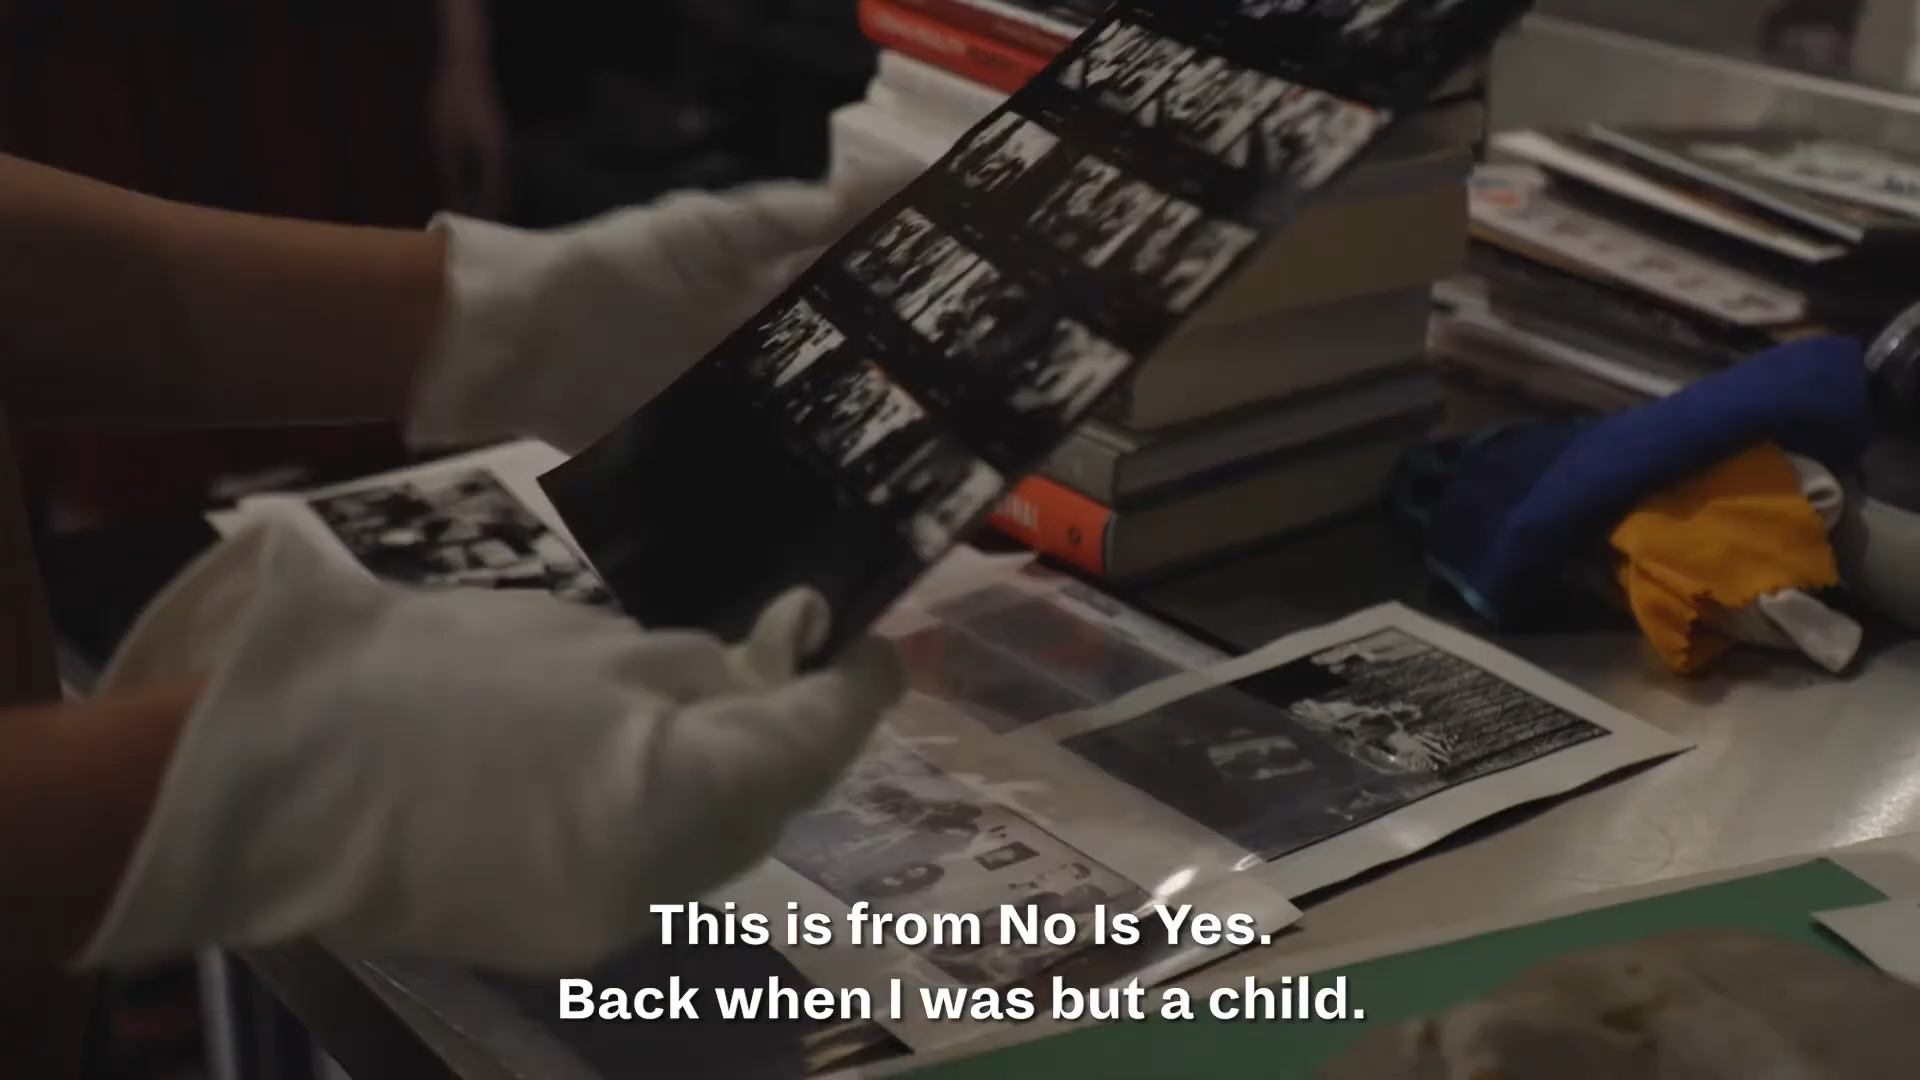 This is from No Is Yes.
Back when I was but a child.